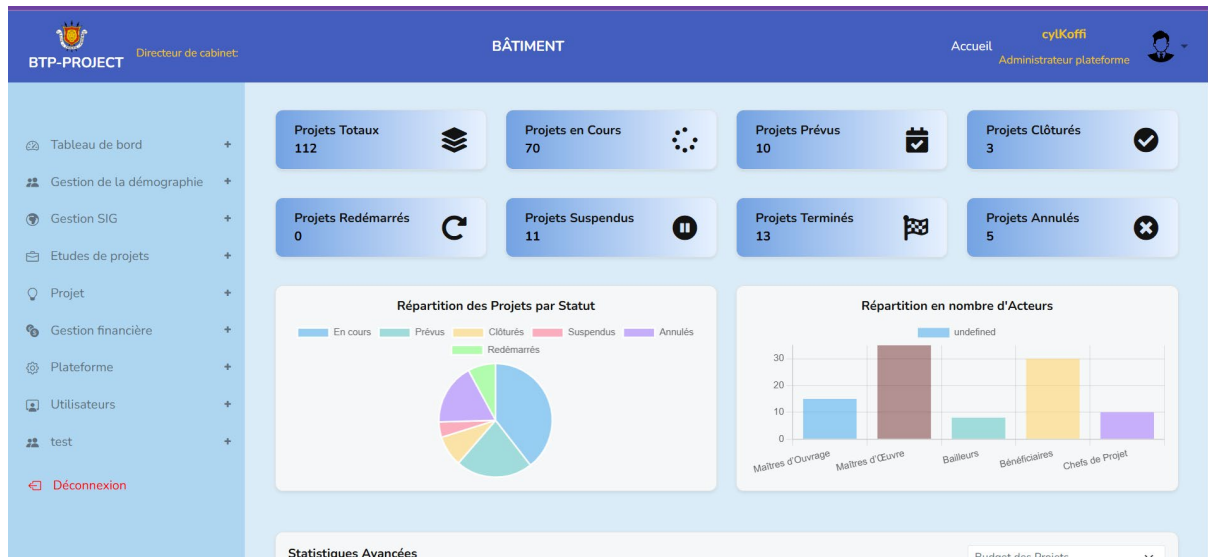 BTP-PROJECT
Directeur de cabinet:
BÂTIMENT
Accueil
cylKoffi
Administrateur plateforme
Tableau de bord +
Gestion de la démographie +
Gestion SIG +
Etudes de projets +
Projet +
Gestion financière +
Plateforme +
Utilisateurs +
test +
Déconnexion
Projets Totaux
112
Projets en Cours
70
Projets Prévus
10
Projets Clôturés
3
Projets Redémarrés
0
Projets Suspendus
11
Projets Terminés
13
Projets Annulés
5
Répartition des Projets par Statut
En cours Prévus Clôturés Suspendus Annulés
Redémarrés
Répartition en nombre d'Acteurs
undefined
30
20
10
0
Maîtres d'Ouvrage Maîtres d'Œuvre Bailleurs Bénéficiaires Chefs de Projet
Statistiques Avancées
Budget des Projets